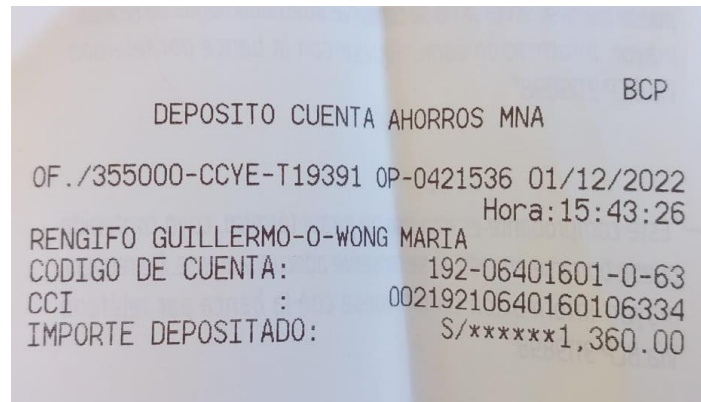 BCP
DEPOSITO CUENTA AHORROS MNA
OF./355000-CCYE-T19391 OP-0421536 01/12/2022
Hora:15:43:26
RENGIFO GUILLERMO-O-WONG MARIA
CODIGO DE CUENTA: 192-06401601-0-63
CCI 00219210640160106334
IMPORTE DEPOSITADO: S/******1,360.00